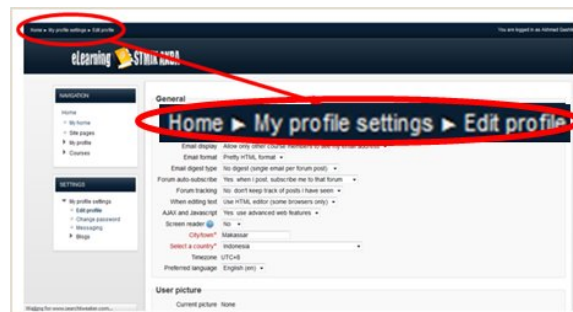 Home ► My profile settings ► Edit profile
You are logged in as Akhmad Qashlim
eLearning STMIK AKBA
NAVIGATION
Home
My home
Site pages
My profile
Courses
SETTINGS
My profile settings
Edit profile
Change password
Messaging
Blogs
General
Home ► My profile settings ► Edit profile
Email display Allow only other course members to see my email address
Email format Pretty HTML format
Email digest type No digest (single email per forum post)
Forum auto-subscribe Yes: when I post, subscribe me to that forum
Forum tracking No: don't keep track of posts I have seen
When editing text Use HTML editor (some browsers only)
AJAX and Javascript Yes: use advanced web features
Screen reader No
City/town* Makassar
Select a country* Indonesia
Timezone UTC+8
Preferred language English (en)
User picture
Current picture None